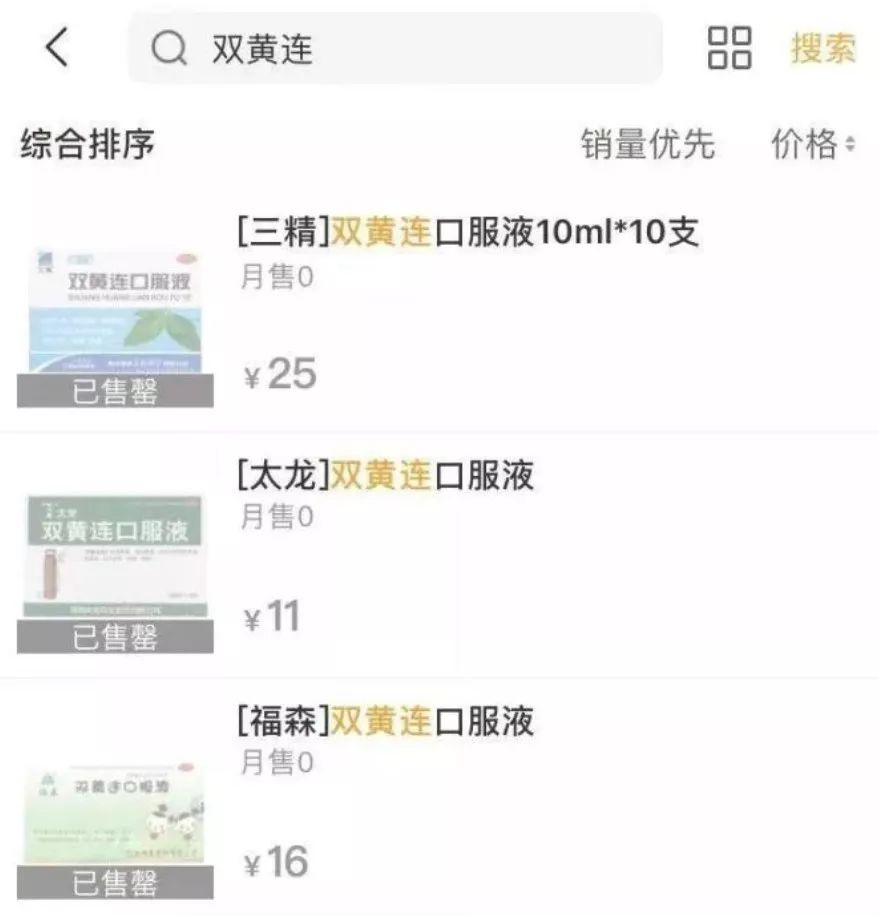 双黄连
搜索
综合排序
销量优先
价格
[三精]双黄连口服液10ml*10支
月售0
双黄连口服液
¥25
已售罄
[太龙]双黄连口服液
月售0
太龙
双黄连口服液
¥11
已售罄
[福森]双黄连口服液
月售0
双黄连口服液
¥16
已售罄